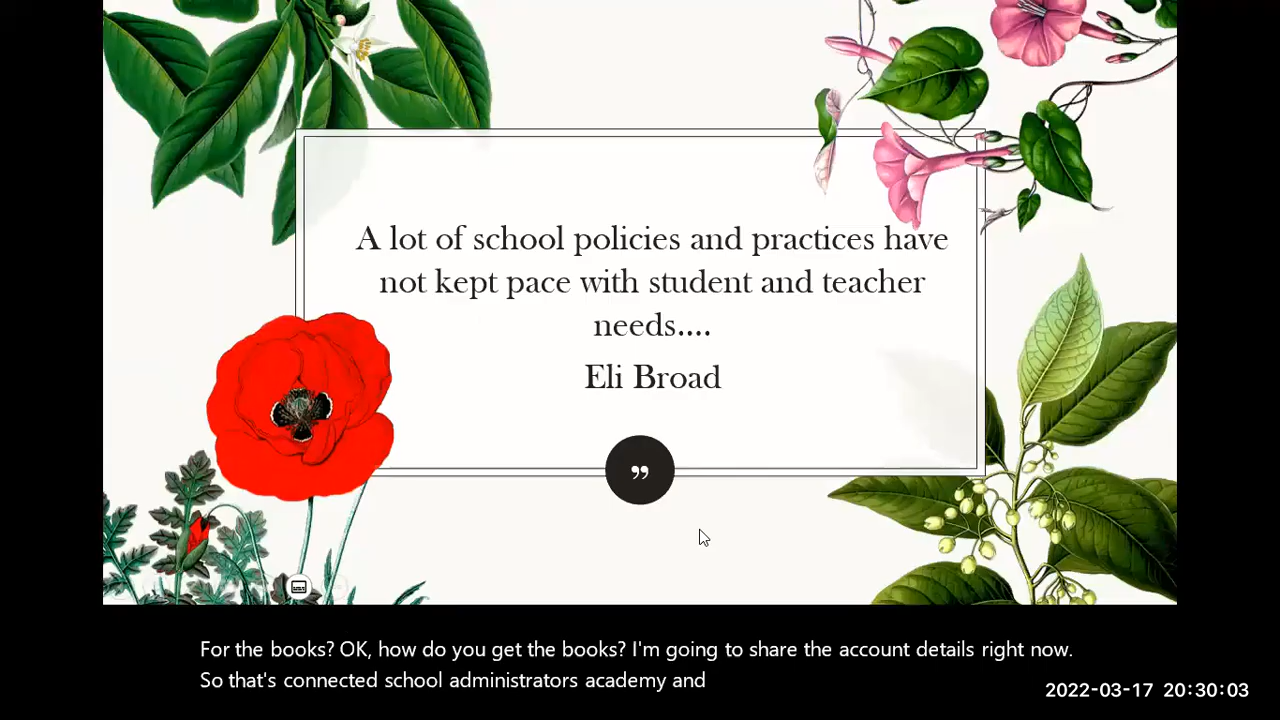 A lot of school policies and practices have
not kept pace with student and teacher
needs....
Eli Broad
”
For the books? OK, how do you get the books? I'm going to share the account details right now.
So that's connected school administrators academy and
2022-03-17 20:30:03